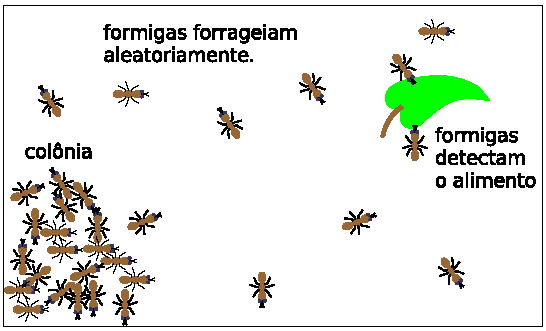 formigas forrageiam
aleatoriamente.
colônia
formigas
detectam
o alimento